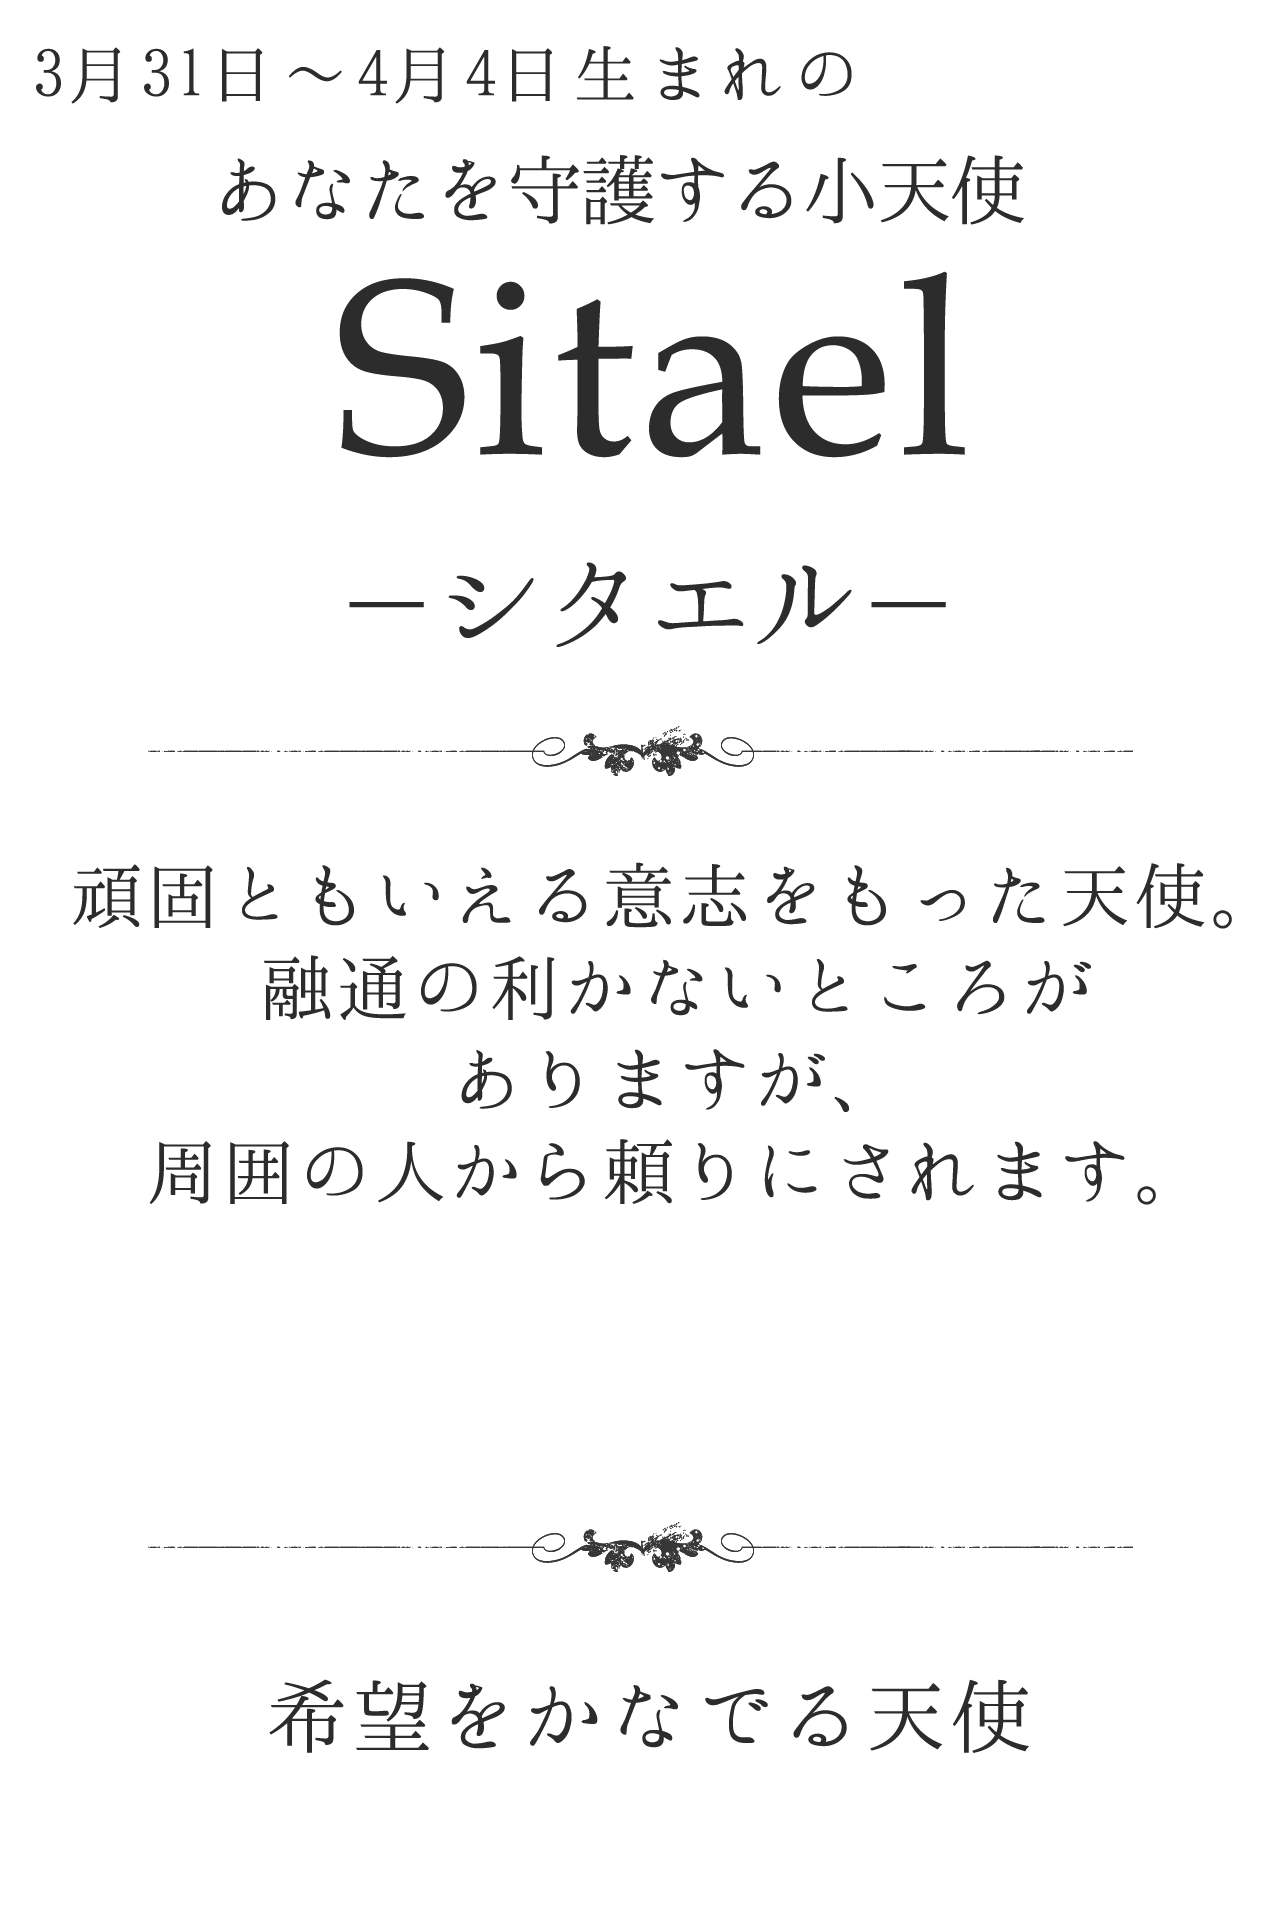 3月31日～4月4日生まれの
あなたを守護する小天使
Sitael
―シタエル―
頑固ともいえる意志をもった天使。
融通の利かないところが
ありますが、
周囲の人から頼りにされます。
希望をかなでる天使